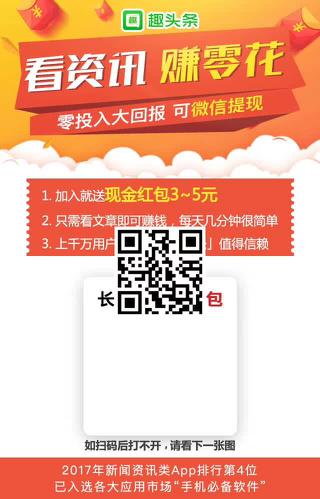 趣头条
看资讯 赚零花
零投入大回报 可微信提现
1. 加入就送现金红包3~5元
2. 只需看文章即可赚钱，每天几分钟很简单
3. 上千万用户 」值得信赖
长 包
如扫码后打不开，请看下一张图
2017年新闻资讯类App排行第4位
已入选各大应用市场“手机必备软件”